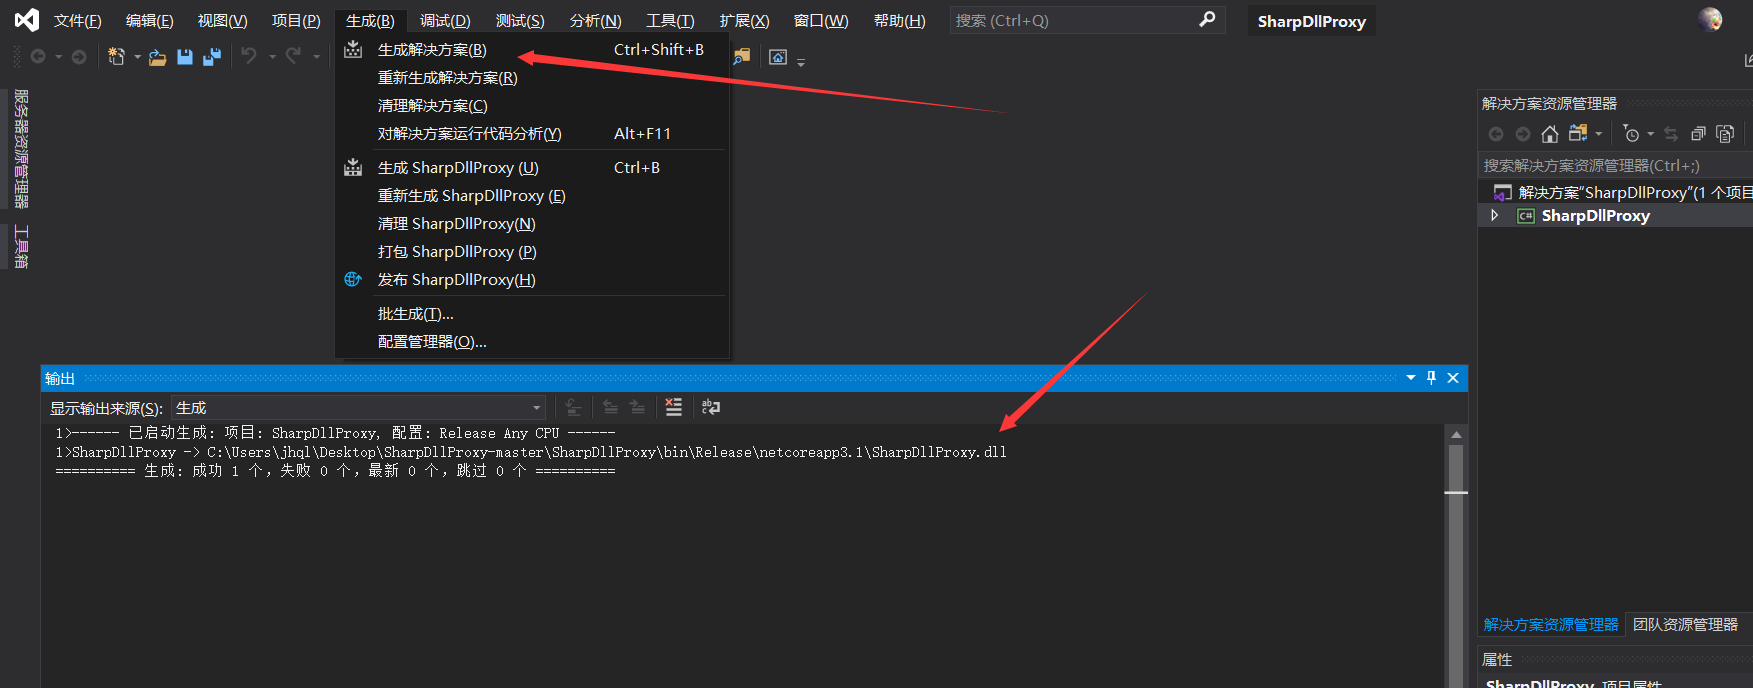 文件(F) 编辑(E) 视图(V) 项目(P) 生成(B) 调试(D) 测试(S) 分析(N) 工具(T) 扩展(X) 窗口(W) 帮助(H) 搜索 (Ctrl+Q) SharpDllProxy
生成解决方案(B) Ctrl+Shift+B
重新生成解决方案(R)
清理解决方案(C)
对解决方案运行代码分析(Y) Alt+F11
生成 SharpDllProxy (U) Ctrl+B
重新生成 SharpDllProxy (E)
清理 SharpDllProxy(N)
打包 SharpDllProxy (P)
发布 SharpDllProxy(H)
批生成(T)...
配置管理器(O)...
服务器资源管理器
工具箱
输出
显示输出来源(S): 生成
1>------ 已启动生成: 项目: SharpDllProxy, 配置: Release Any CPU ------
1>SharpDllProxy -> C:\Users\jhql\Desktop\SharpDllProxy-master\SharpDllProxy\bin\Release\netcoreapp3.1\SharpDllProxy.dll
========== 生成: 成功 1 个，失败 0 个，最新 0 个，跳过 0 个 ==========
解决方案资源管理器
搜索解决方案资源管理器(Ctrl+;)
解决方案"SharpDllProxy"(1 个项目
C# SharpDllProxy
解决方案资源管理器 团队资源管理器
属性
SharpDllProxy 项目属性